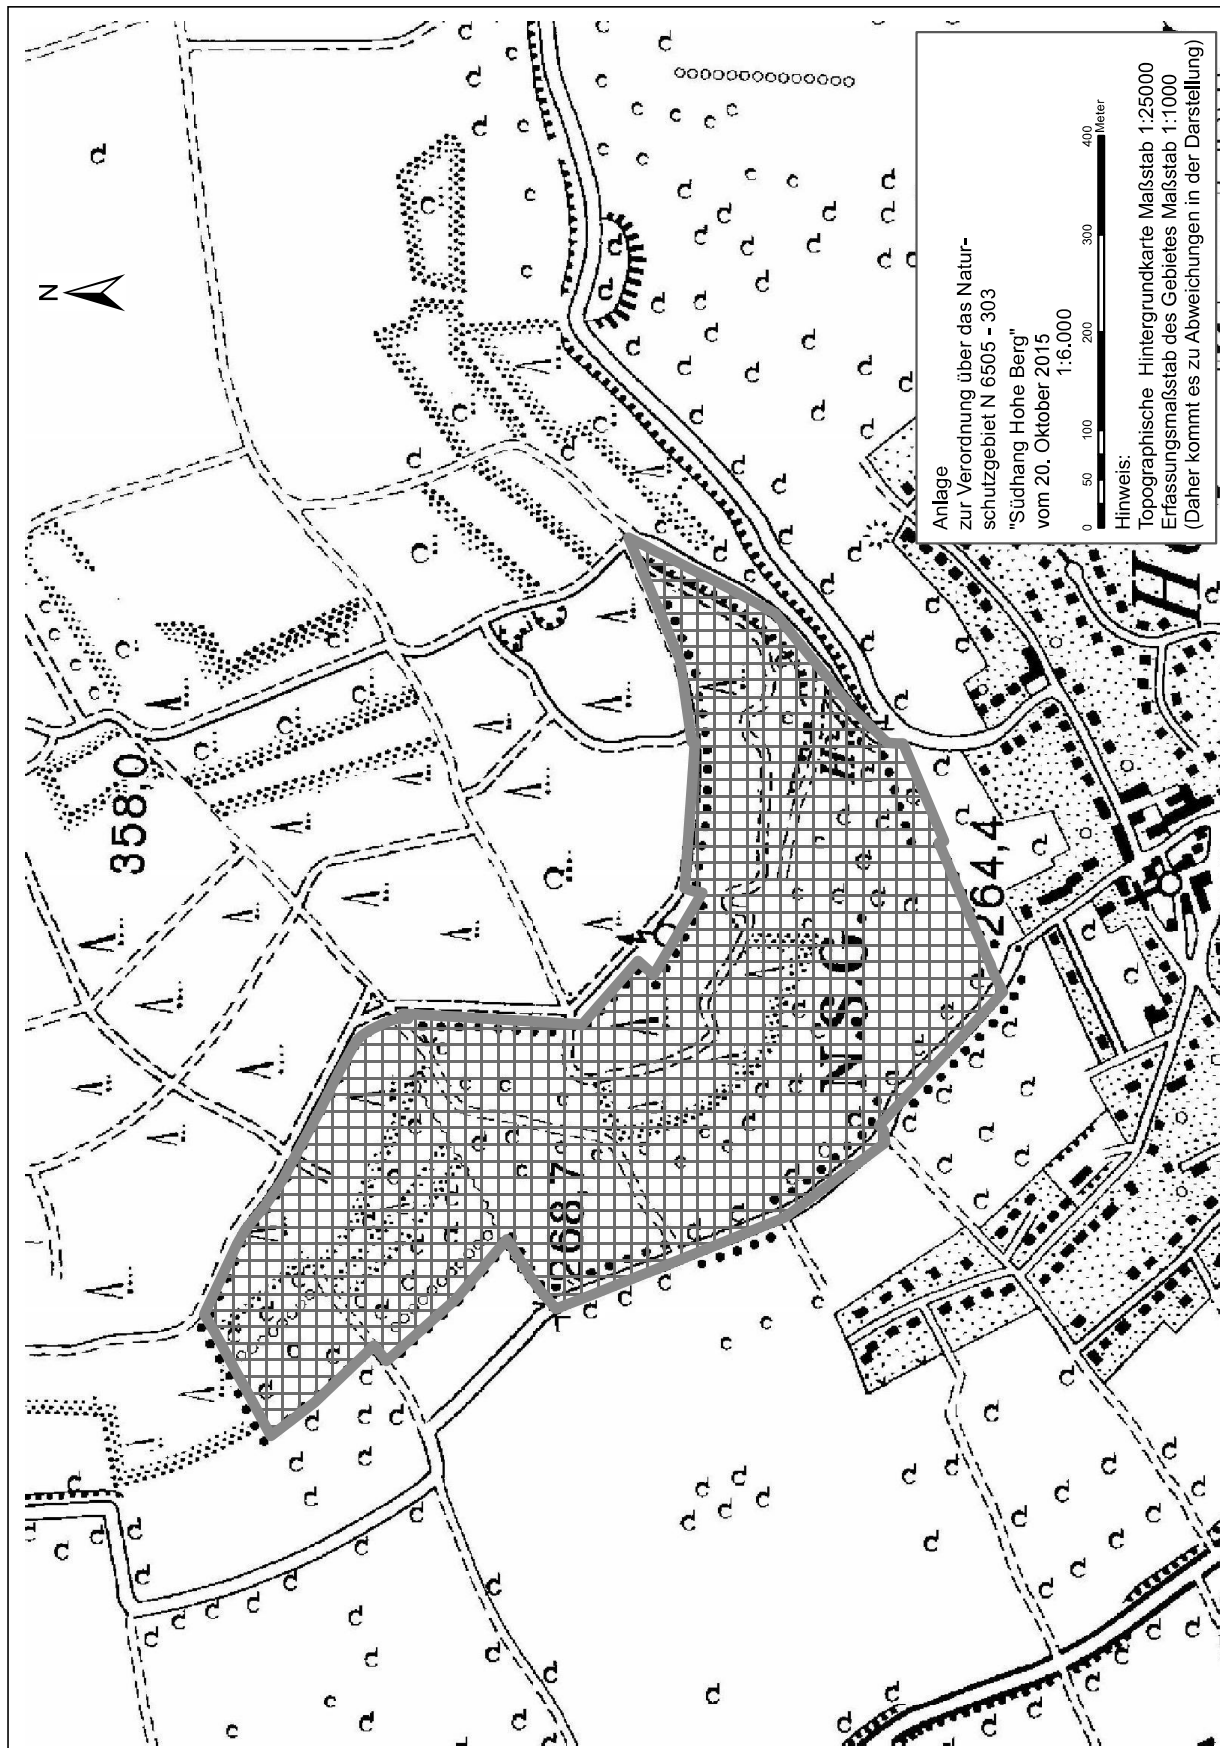 N
358,0
268,7
N.S.G.
264,4
H
Anlage
zur Verordnung über das Natur-
schutzgebiet N 6505 - 303
"Südhang Hohe Berg"
vom 20. Oktober 2015
1:6.000
0 50 100 200 300 400
Meter
Hinweis:
Topographische Hintergrundkarte Maßstab 1:25000
Erfassungsmaßstab des Gebietes Maßstab 1:1000
(Daher kommt es zu Abweichungen in der Darstellung)